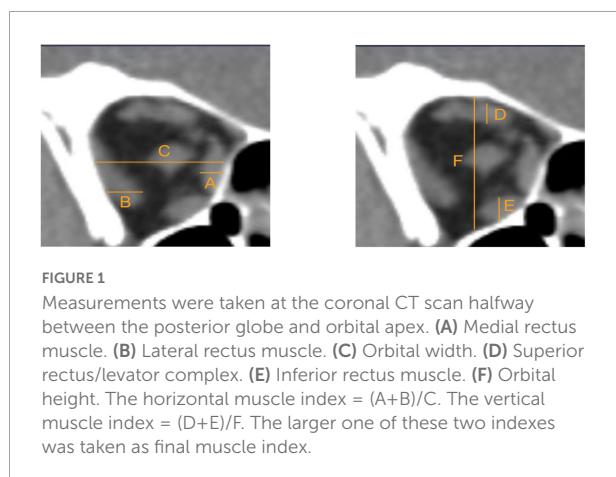 C
A
B
D
F
E
FIGURE 1
Measurements were taken at the coronal CT scan halfway
between the posterior globe and orbital apex. (A) Medial rectus
muscle. (B) Lateral rectus muscle. (C) Orbital width. (D) Superior
rectus/levator complex. (E) Inferior rectus muscle. (F) Orbital
height. The horizontal muscle index = (A+B)/C. The vertical
muscle index = (D+E)/F. The larger one of these two indexes
was taken as final muscle index.